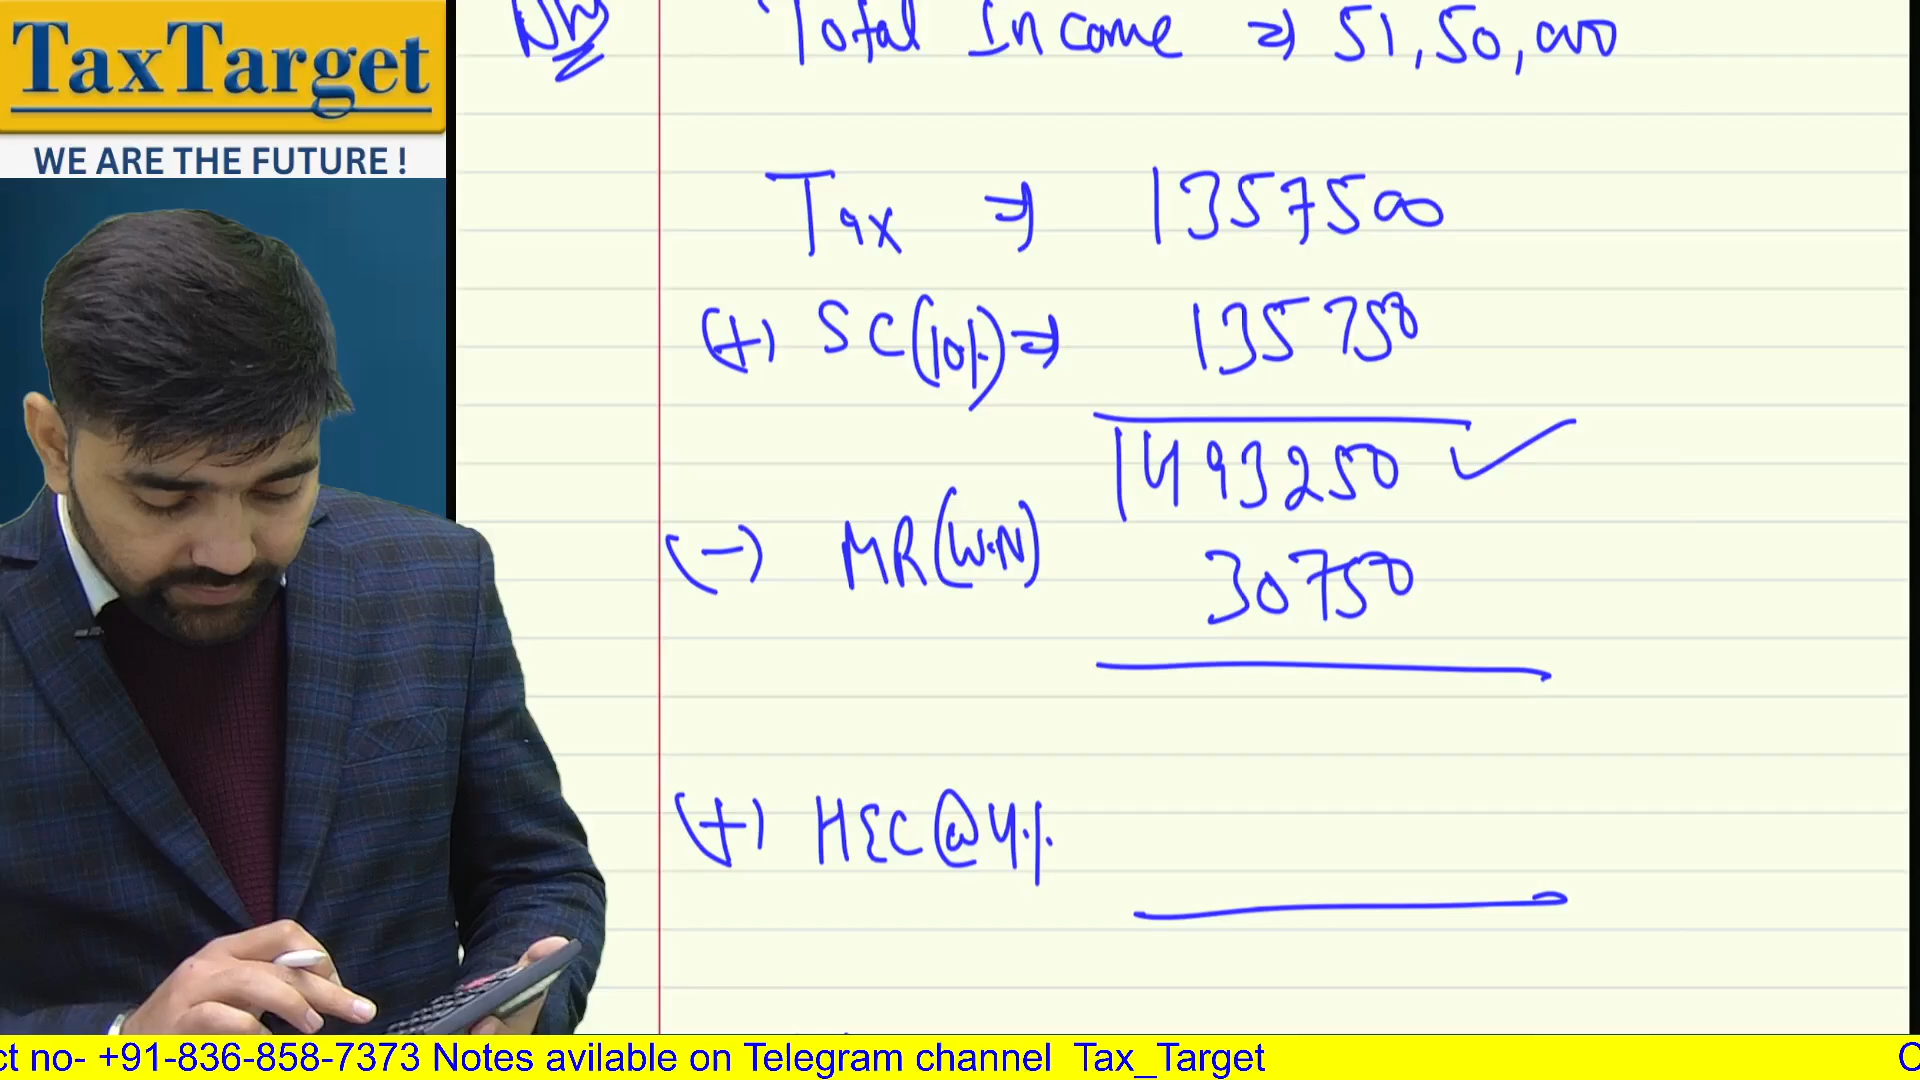 TaxTarget
WE ARE THE FUTURE !
Total Income ⇒ 51,50,000
Tax ⇒ 1357500
(+) SC(10%) ⇒ 135750
1493250 ✓
(-) MR(W.N) 30750
(+) HEC@4%
ct no- +91-836-858-7373 Notes avilable on Telegram channel Tax_Target